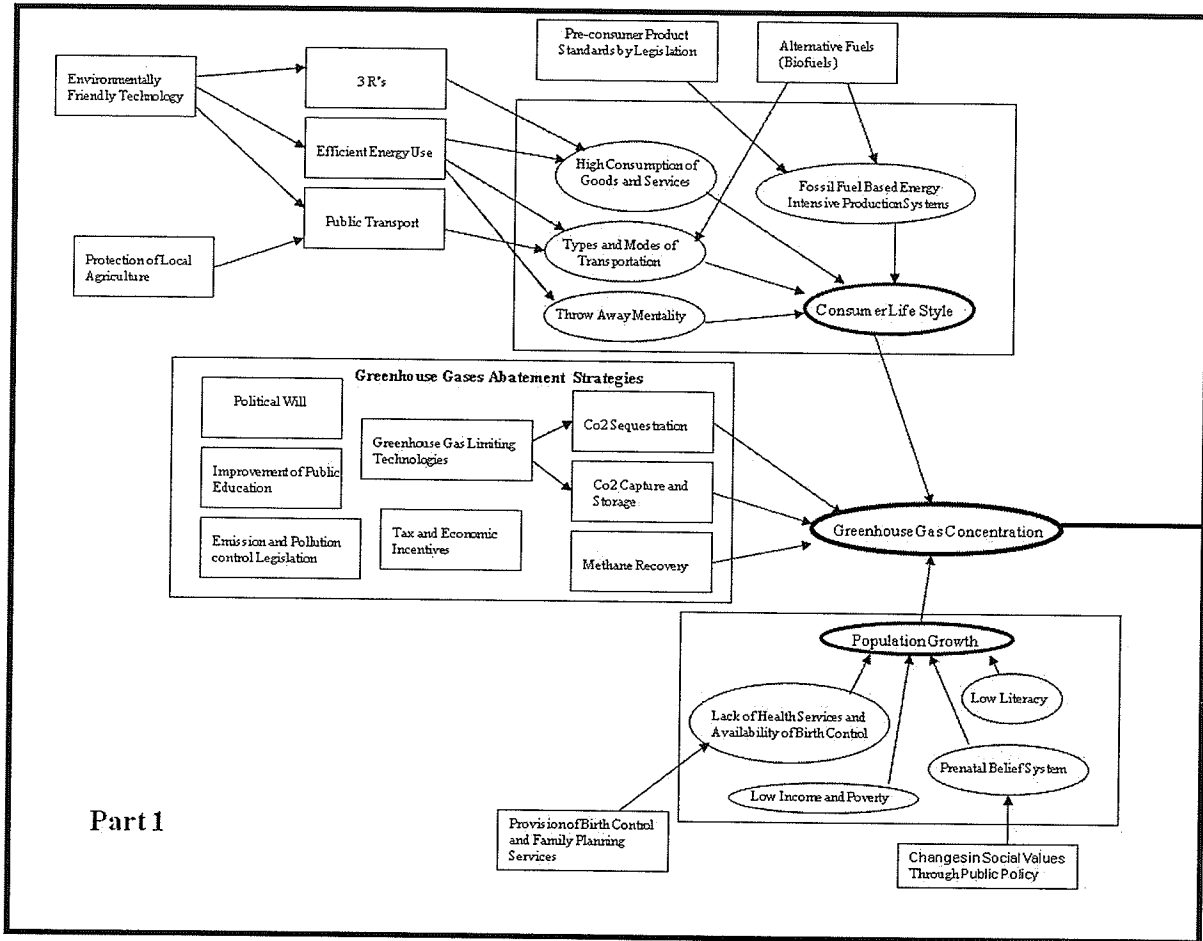 Pre-consumer Product
Standards by Legislation
Alternative Fuels
(Biofuels)
Environmentally
Friendly Technology
3 R's
Efficient Energy Use
Public Transport
Protection of Local
Agriculture
High Consumption of
Goods and Services
Fossil Fuel Based Energy
Intensive Production Systems
Types and Modes of
Transportation
Throw Away Mentality
Consumer Life Style
Greenhouse Gases Abatement Strategies
Political Will
Greenhouse Gas Limiting
Technologies
Co2 Sequestration
Improvement of Public
Education
Co2 Capture and
Storage
Emission and Pollution
control Legislation
Tax and Economic
Incentives
Methane Recovery
Greenhouse Gas Concentration
Population Growth
Low Literacy
Lack of Health Services and
Availability of Birth Control
Prenatal Belief System
Low Income and Poverty
Part 1
Provision of Birth Control
and Family Planning
Services
Changes in Social Values
Through Public Policy